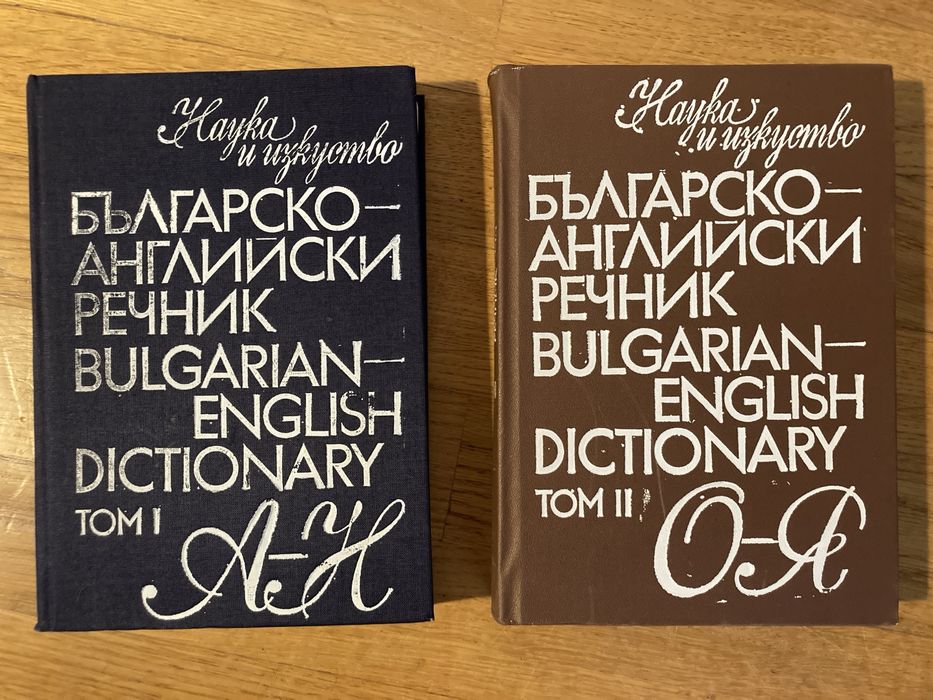 Наука
и изкуство
БЪЛГАРСКО–
АНГЛИЙСКИ
РЕЧНИК
BULGARIAN–
ENGLISH
DICTIONARY
ТОМ I
А–Н
Наука
и изкуство
БЪЛГАРСКО–
АНГЛИЙСКИ
РЕЧНИК
BULGARIAN–
ENGLISH
DICTIONARY
ТОМ II
О–Я